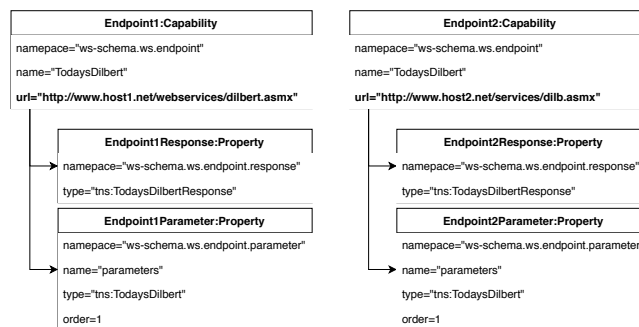 Endpoint1:Capability
namepace="ws-schema.ws.endpoint"
name="TodaysDilbert"
url="http://www.host1.net/webservices/dilbert.asmx"
Endpoint1Response:Property
namepace="ws-schema.ws.endpoint.response"
type="tns:TodaysDilbertResponse"
Endpoint1Parameter:Property
namepace="ws-schema.ws.endpoint.parameter"
name="parameters"
type="tns:TodaysDilbert"
order=1
Endpoint2:Capability
namepace="ws-schema.ws.endpoint"
name="TodaysDilbert"
url="http://www.host2.net/services/dilb.asmx"
Endpoint2Response:Property
namepace="ws-schema.ws.endpoint.response"
type="tns:TodaysDilbertResponse"
Endpoint2Parameter:Property
namepace="ws-schema.ws.endpoint.parameter
name="parameters"
type="tns:TodaysDilbert"
order=1